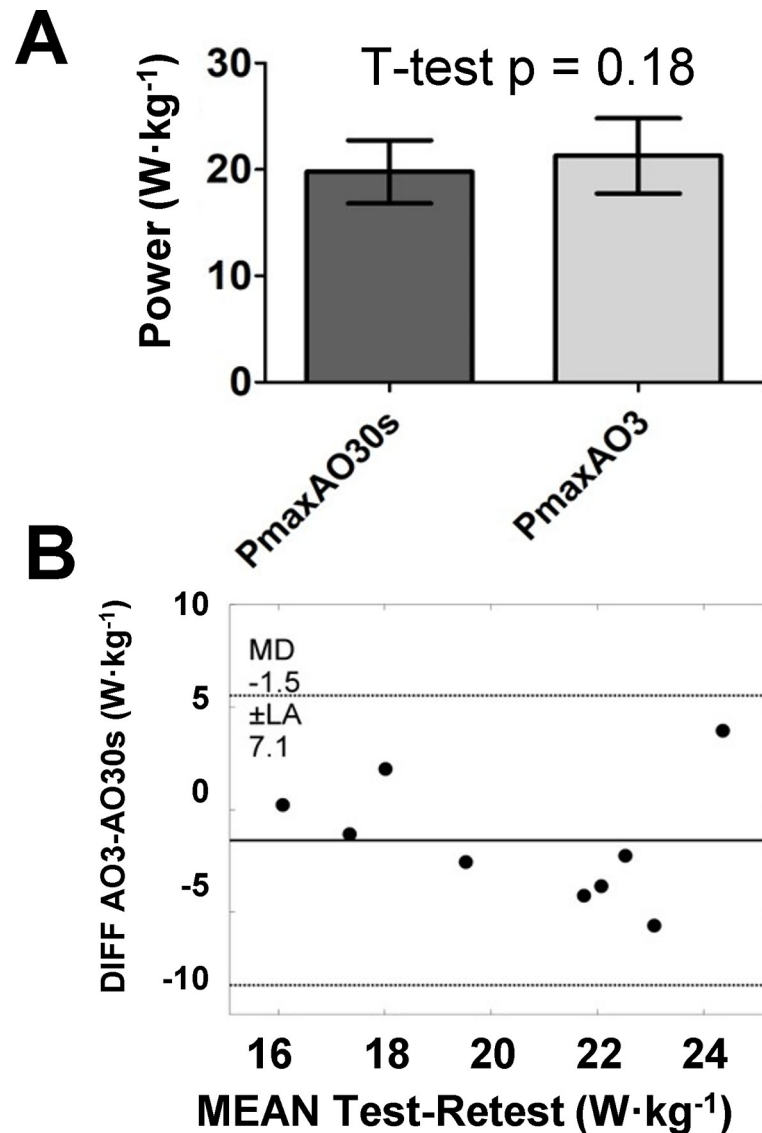 A
T-test p = 0.18
Power (W·kg⁻¹)
30
20
10
0
PmaxAO30s
PmaxAO3
B
DIFF AO3-AO30s (W·kg⁻¹)
10
5
0
-5
-10
MD
-1.5
±LA
7.1
16 18 20 22 24
MEAN Test-Retest (W·kg⁻¹)